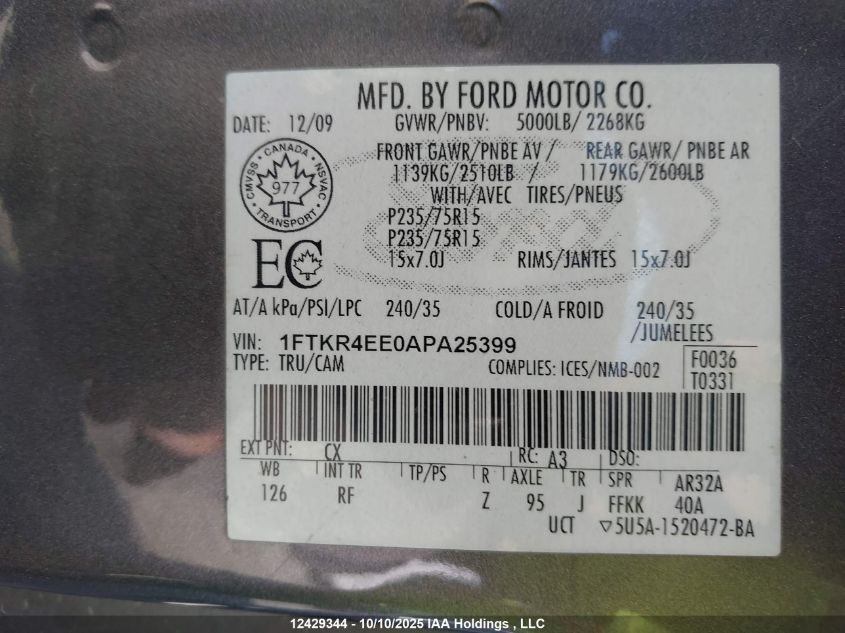 MFD. BY FORD MOTOR CO.
DATE: 12/09 GVWR/PNBV: 5000LB/ 2268KG
FRONT GAWR/PNBE AV / REAR GAWR/ PNBE AR
1139KG/2510LB / 1179KG/2600LB
WITH/AVEC TIRES/PNEUS
CANADA
CMVSS NSVAC
977
TRANSPORT
P235/75R15
P235/75R15
EC
15x7.0J RIMS/JANTES 15x7.0J
AT/A kPa/PSI/LPC 240/35 COLD/A FROID 240/35
/JUMELEES
VIN: 1FTKR4EE0APA25399
TYPE: TRU/CAM COMPLIES: ICES/NMB-002
F0036
T0331
EXT PNT: CX RC: A3 DSO:
WB INT TR TP/PS R AXLE TR SPR AR32A
126 RF Z 95 J FFKK 40A
UCT ▽5U5A-1520472-BA
12429344 - 10/10/2025 IAA Holdings , LLC